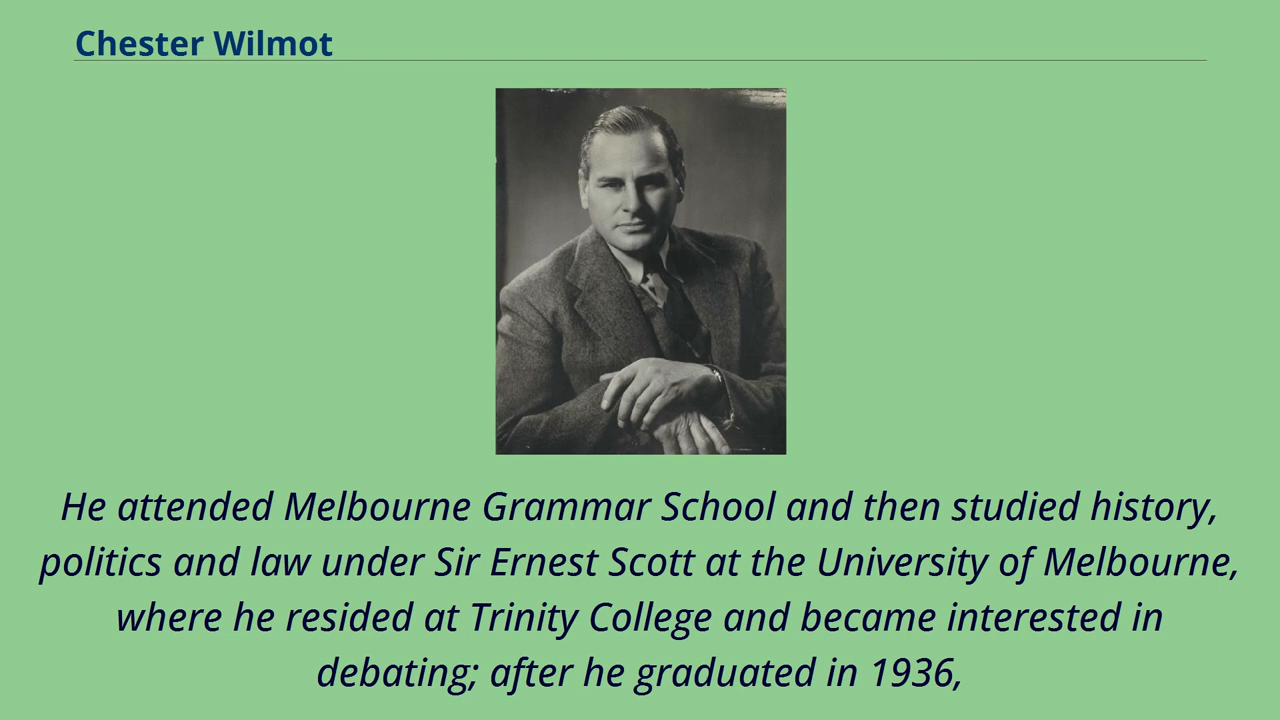 Chester Wilmot
He attended Melbourne Grammar School and then studied history,
politics and law under Sir Ernest Scott at the University of Melbourne,
where he resided at Trinity College and became interested in
debating; after he graduated in 1936,